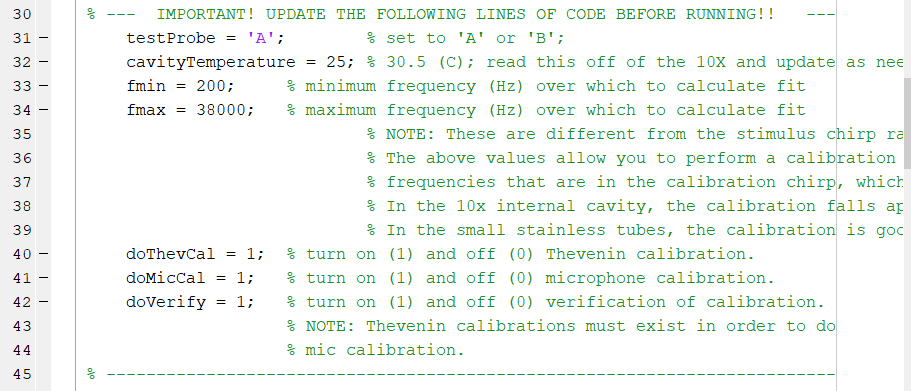 30 % --- IMPORTANT! UPDATE THE FOLLOWING LINES OF CODE BEFORE RUNNING!! ---
31 – testProbe = 'A'; % set to 'A' or 'B';
32 – cavityTemperature = 25; % 30.5 (C); read this off of the 10X and update as nee
33 – fmin = 200; % minimum frequency (Hz) over which to calculate fit
34 – fmax = 38000; % maximum frequency (Hz) over which to calculate fit
35 % NOTE: These are different from the stimulus chirp ra
36 % The above values allow you to perform a calibration
37 % frequencies that are in the calibration chirp, which
38 % In the 10x internal cavity, the calibration falls ap
39 % In the small stainless tubes, the calibration is goo
40 – doThevCal = 1; % turn on (1) and off (0) Thevenin calibration.
41 – doMicCal = 1; % turn on (1) and off (0) microphone calibration.
42 – doVerify = 1; % turn on (1) and off (0) verification of calibration.
43 % NOTE: Thevenin calibrations must exist in order to do
44 % mic calibration.
45 % -------------------------------------------------------------------------